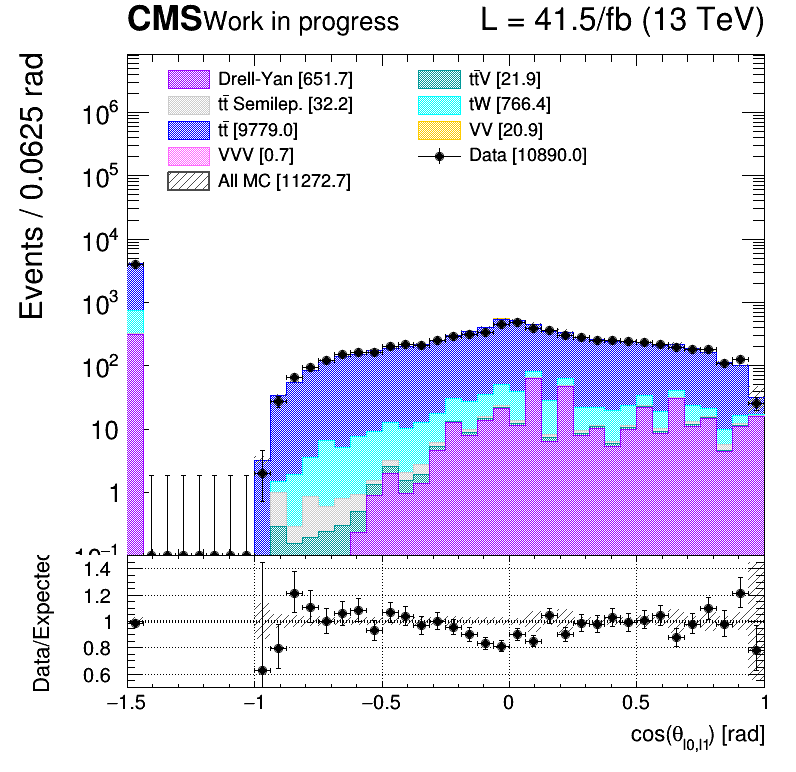 CMS Work in progress L = 41.5/fb (13 TeV)
Drell-Yan [651.7] tt̄V [21.9]
tt̄ Semilep. [32.2] tW [766.4]
tt̄ [9779.0] VV [20.9]
VVV [0.7] Data [10890.0]
All MC [11272.7]
Events / 0.0625 rad
10⁶
10⁵
10⁴
10³
10²
10
1
10⁻¹
Data/Expected
1.4
1.2
1
0.8
0.6
−1.5 −1 −0.5 0 0.5 1
cos(θ_l0,l1) [rad]